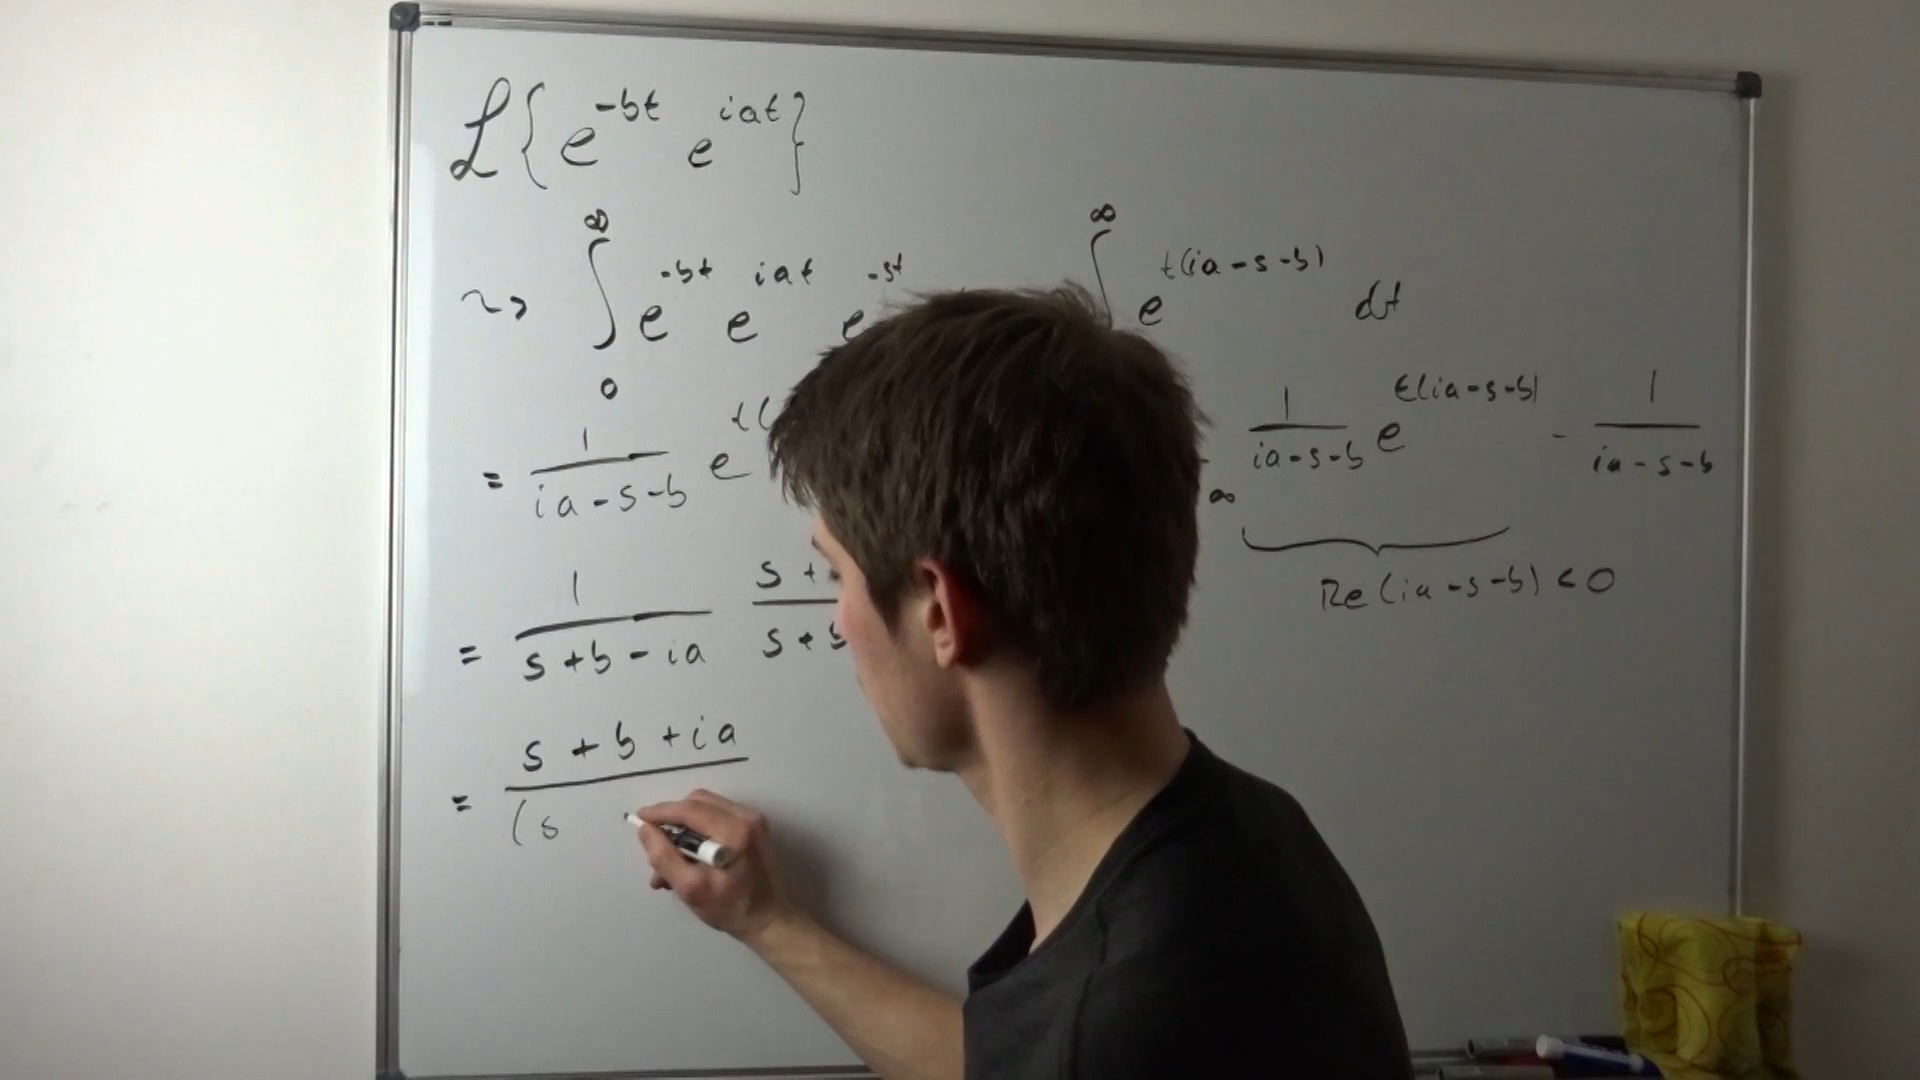 ℒ{e^{-bt} e^{iat}}
~> ∫_0^∞ e^{-bt} e^{iat} e^{-st} ∫^∞ e^{t(ia-s-b)} dt
= 1/(ia-s-b) e^{t( ∞ 1/(ia-s-b) e^{t(ia-s-b)} - 1/(ia-s-b)
Re(ia-s-b) < 0
= 1/(s+b-ia) (s+)/(s+b
= (s+b+ia)/((s